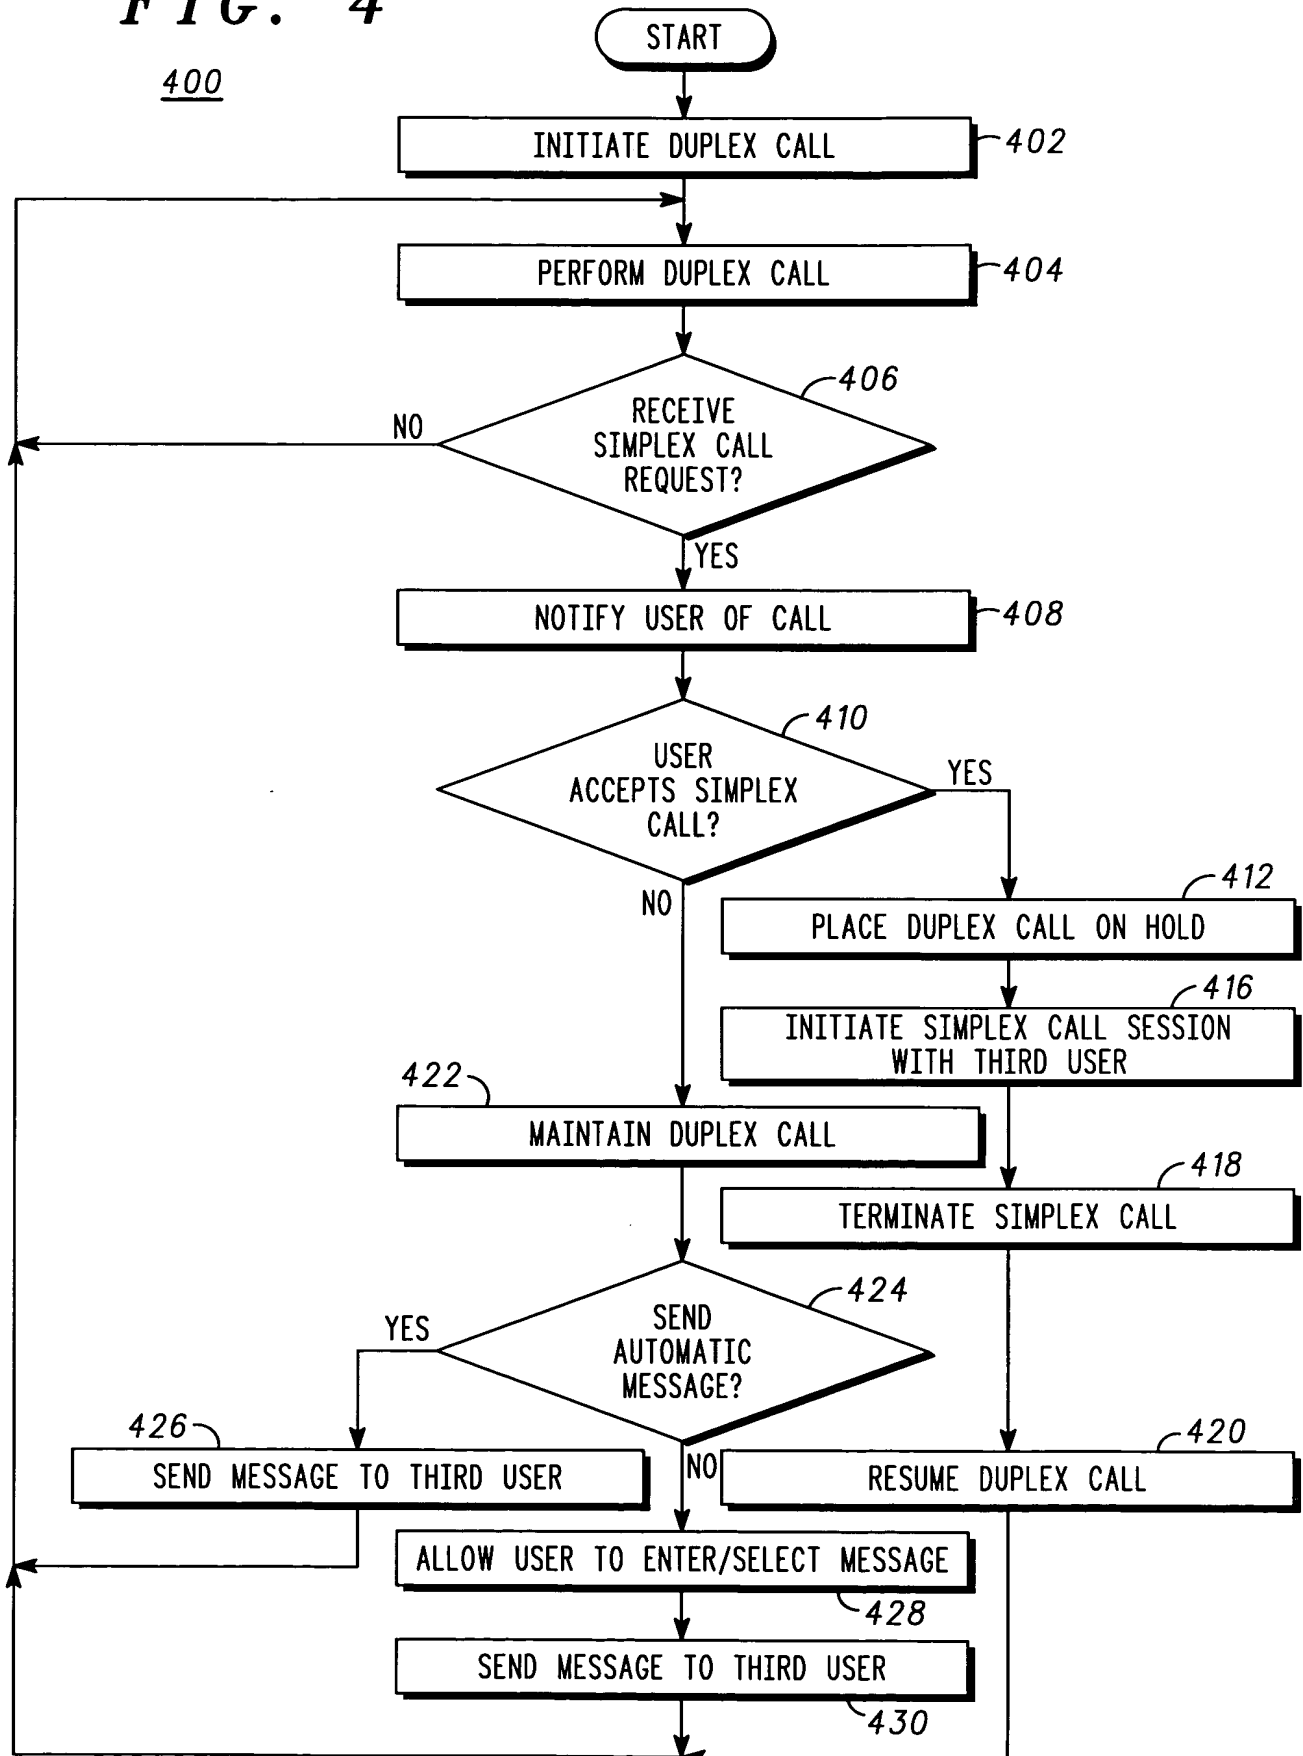 FIG. 4
400
START
INITIATE DUPLEX CALL
402
PERFORM DUPLEX CALL
404
406
RECEIVE
SIMPLEX CALL
REQUEST?
NO
YES
NOTIFY USER OF CALL
408
410
USER
ACCEPTS SIMPLEX
CALL?
YES
NO
412
PLACE DUPLEX CALL ON HOLD
416
INITIATE SIMPLEX CALL SESSION
WITH THIRD USER
422
MAINTAIN DUPLEX CALL
418
TERMINATE SIMPLEX CALL
424
SEND
AUTOMATIC
MESSAGE?
YES
NO
426
SEND MESSAGE TO THIRD USER
420
RESUME DUPLEX CALL
ALLOW USER TO ENTER/SELECT MESSAGE
428
SEND MESSAGE TO THIRD USER
430